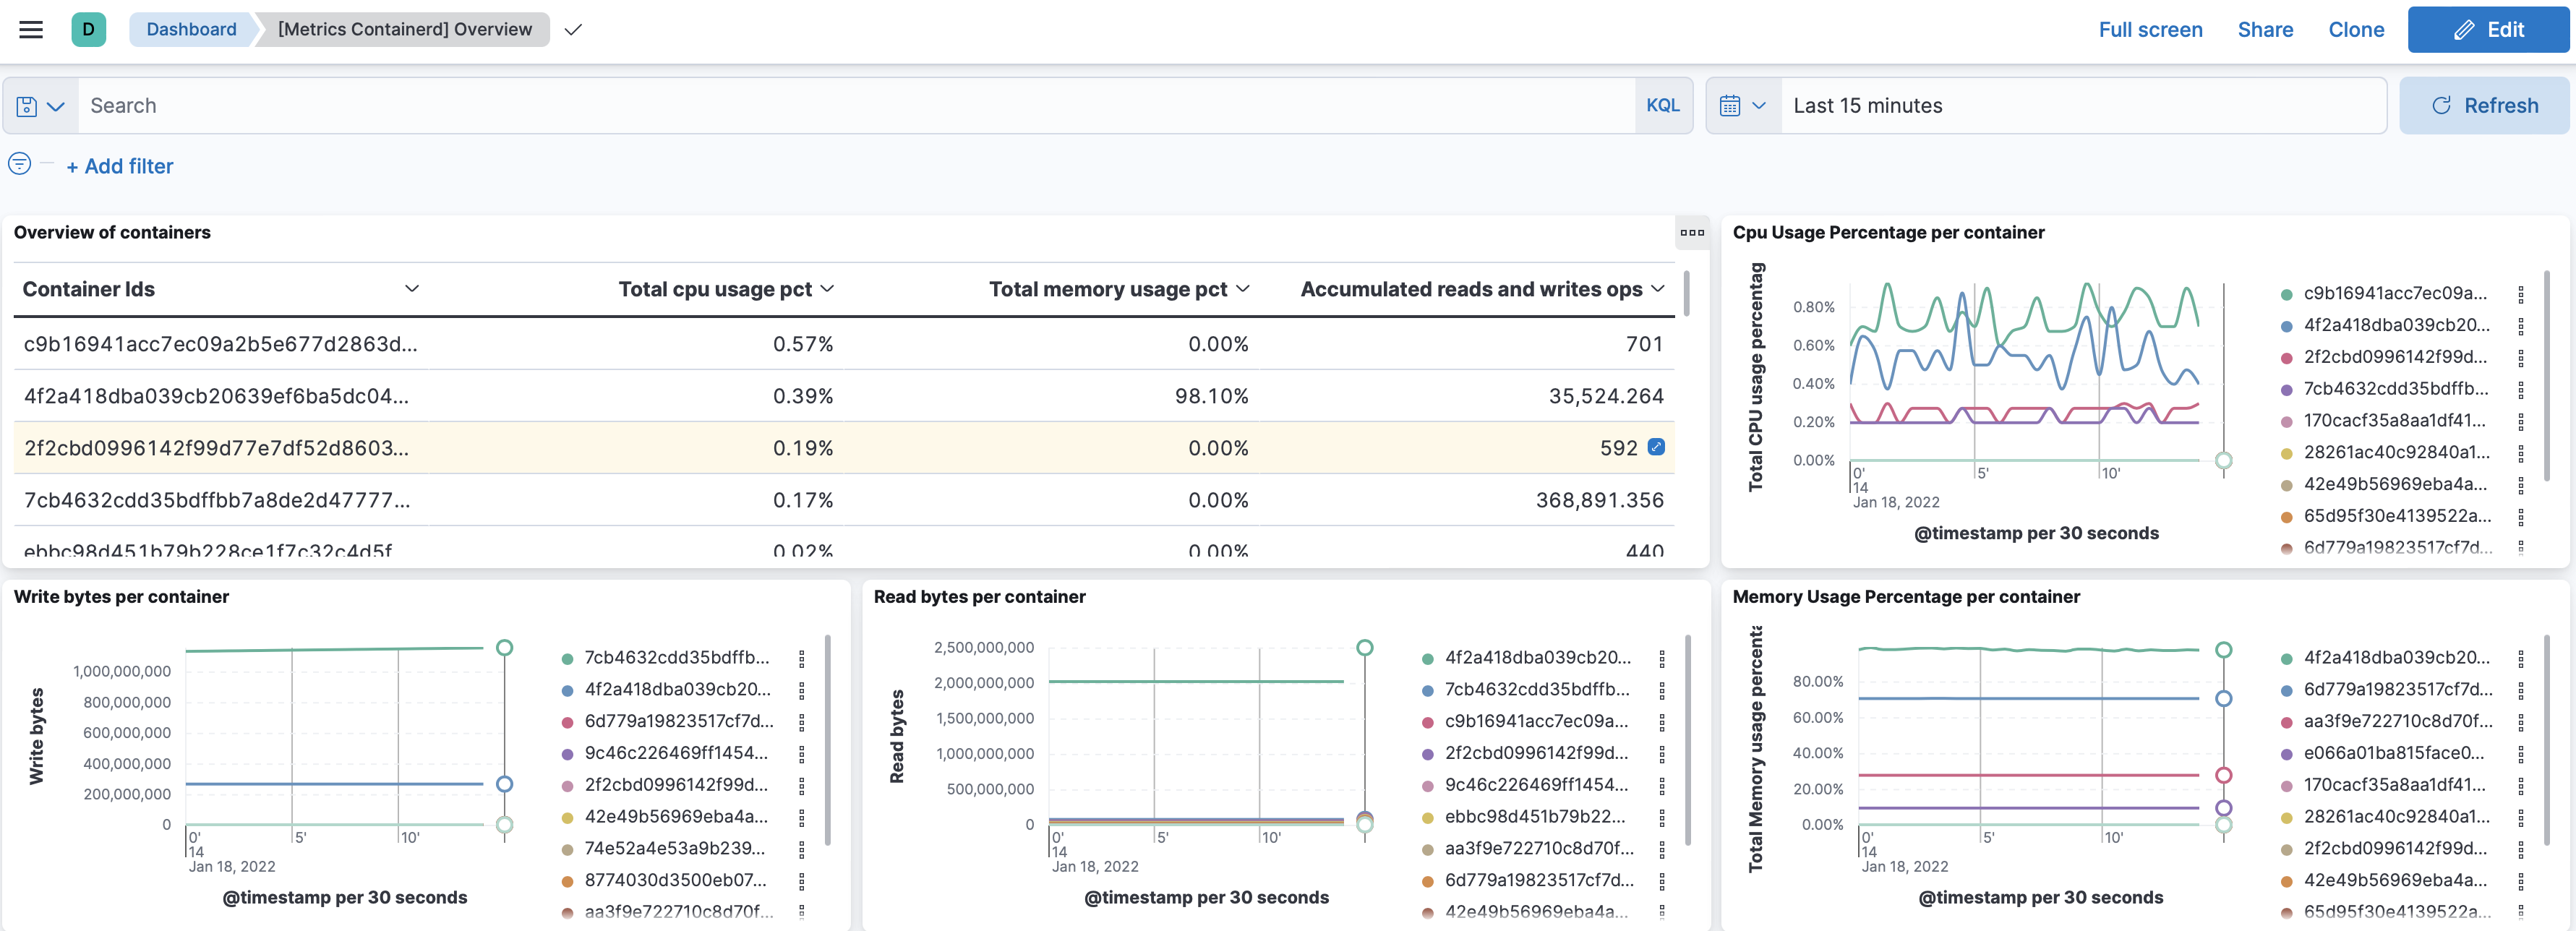 D Dashboard [Metrics Containerd] Overview Full screen Share Clone Edit
Search KQL Last 15 minutes Refresh
+ Add filter
Overview of containers
Container Ids Total cpu usage pct Total memory usage pct Accumulated reads and writes ops
c9b16941acc7ec09a2b5e677d2863d... 0.57% 0.00% 701
4f2a418dba039cb20639ef6ba5dc04... 0.39% 98.10% 35,524.264
2f2cbd0996142f99d77e7df52d8603... 0.19% 0.00% 592
7cb4632cdd35bdffbb7a8de2d47777... 0.17% 0.00% 368,891.356
ebbc98d451b79b228ce1f7c32c4d5f 0.02% 0.00% 440
Cpu Usage Percentage per container
Total CPU usage percentag
0.80%
0.60%
0.40%
0.20%
0.00%
0' 5' 10'
14
Jan 18, 2022
@timestamp per 30 seconds
c9b16941acc7ec09a...
4f2a418dba039cb20...
2f2cbd0996142f99d...
7cb4632cdd35bdffb...
170cacf35a8aa1df41...
28261ac40c92840a1...
42e49b56969eba4a...
65d95f30e4139522a...
6d779a19823517cf7d...
Write bytes per container
Write bytes
1,000,000,000
800,000,000
600,000,000
400,000,000
200,000,000
0
0' 5' 10'
14
Jan 18, 2022
@timestamp per 30 seconds
7cb4632cdd35bdffb...
4f2a418dba039cb20...
6d779a19823517cf7d...
9c46c226469ff1454...
2f2cbd0996142f99d...
42e49b56969eba4a...
74e52a4e53a9b239...
8774030d3500eb07...
aa3f9e722710c8d70f...
Read bytes per container
Read bytes
2,500,000,000
2,000,000,000
1,500,000,000
1,000,000,000
500,000,000
0
0' 5' 10'
14
Jan 18, 2022
@timestamp per 30 seconds
4f2a418dba039cb20...
7cb4632cdd35bdffb...
c9b16941acc7ec09a...
2f2cbd0996142f99d...
9c46c226469ff1454...
ebbc98d451b79b22...
aa3f9e722710c8d70f...
6d779a19823517cf7d...
42e49b56969eba4a...
Memory Usage Percentage per container
Total Memory usage percenta
80.00%
60.00%
40.00%
20.00%
0.00%
0' 5' 10'
14
Jan 18, 2022
@timestamp per 30 seconds
4f2a418dba039cb20...
6d779a19823517cf7d...
aa3f9e722710c8d70f...
e066a01ba815face0...
170cacf35a8aa1df41...
28261ac40c92840a1...
2f2cbd0996142f99d...
42e49b56969eba4a...
65d95f30e4139522a...